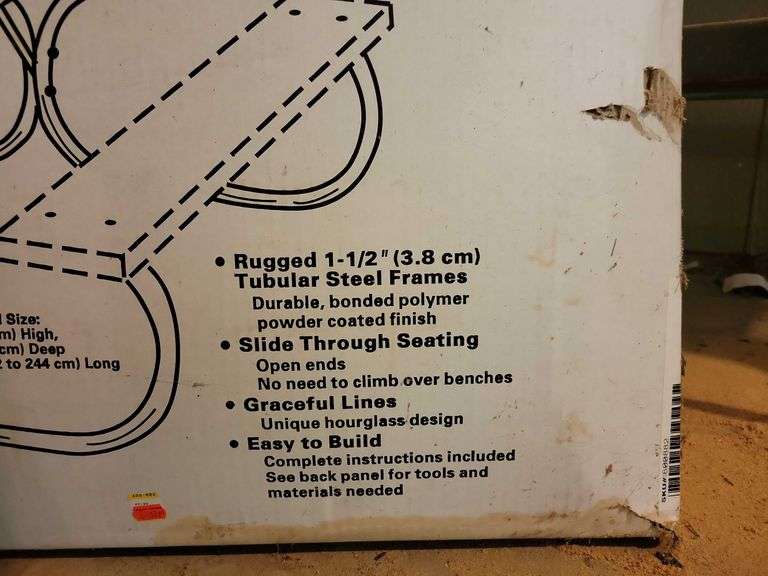 • Rugged 1-1/2" (3.8 cm)
Tubular Steel Frames
Durable, bonded polymer
powder coated finish
• Slide Through Seating
Open ends
No need to climb over benches
• Graceful Lines
Unique hourglass design
• Easy to Build
Complete instructions included
See back panel for tools and
materials needed
Size:
m) High,
cm) Deep
to 244 cm) Long
SKU#